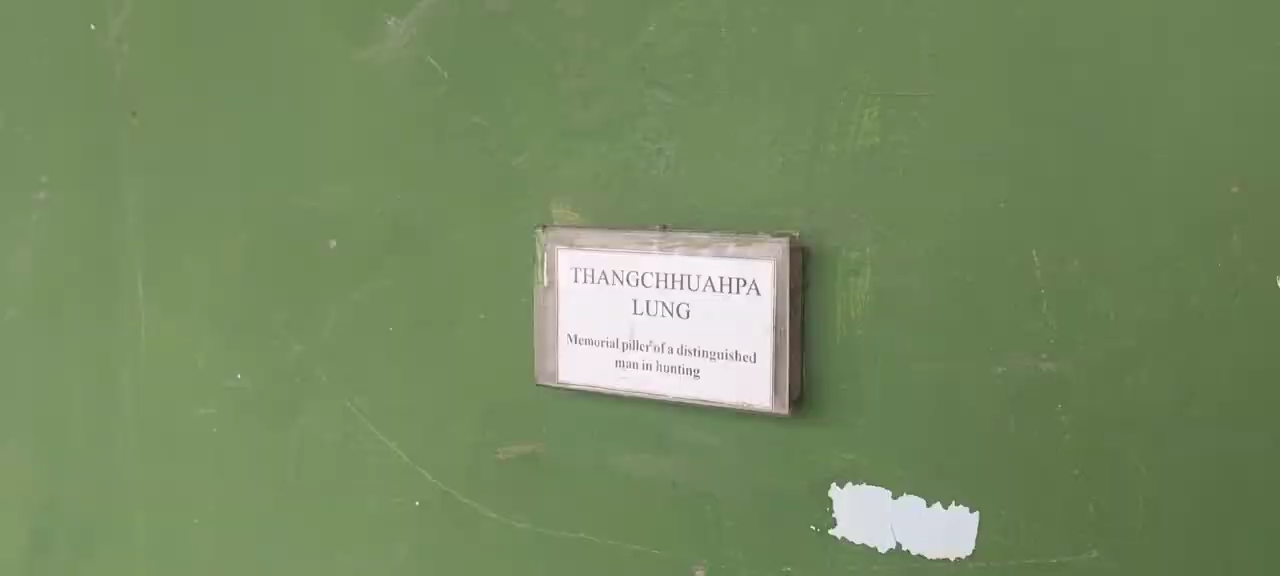 THANGCHHUAHPA
LUNG
Memorial piller of a distinguished
man in hunting